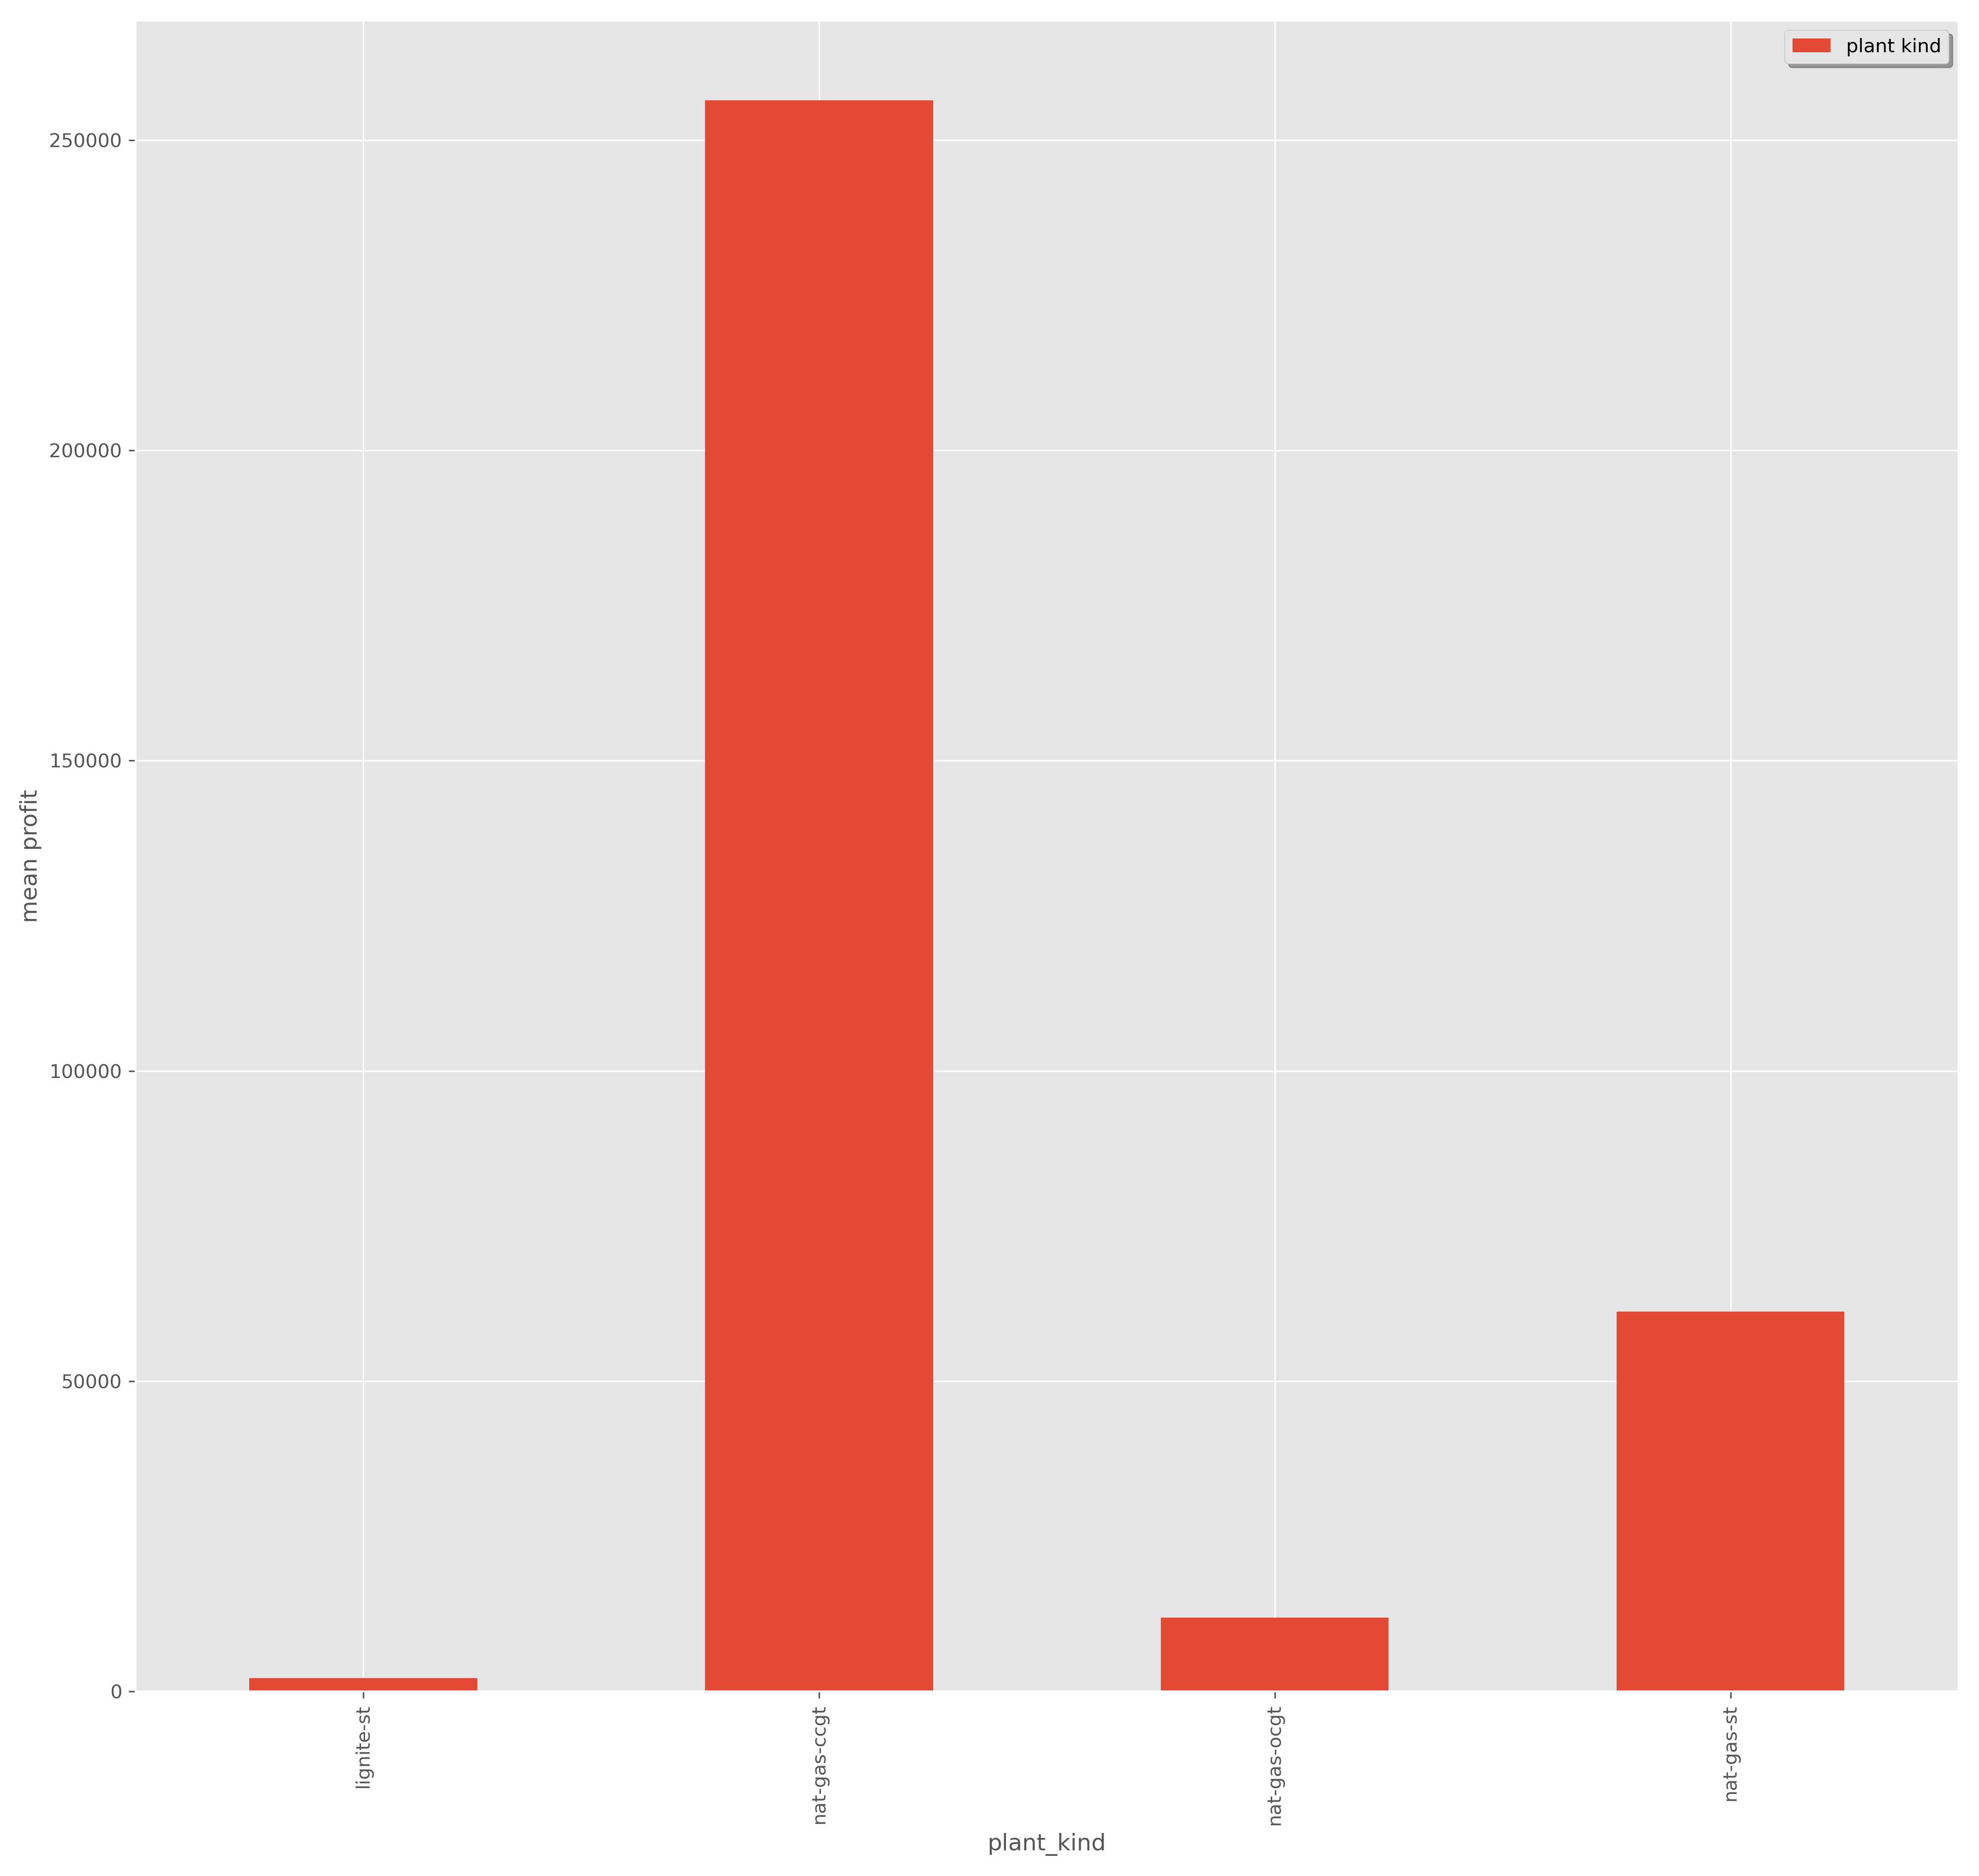 plant kind
250000
200000
150000
100000
50000
0
mean profit
lignite-st
nat-gas-ccgt
nat-gas-ocgt
nat-gas-st
plant_kind